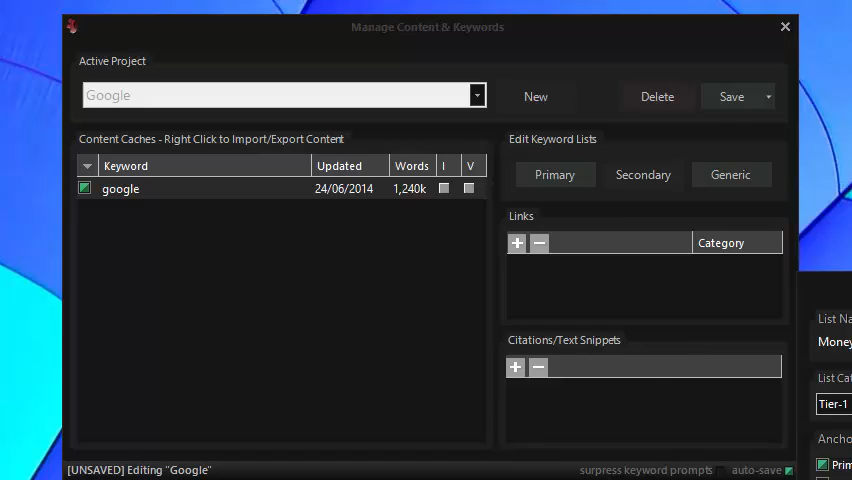 Manage Content & Keywords
Active Project
Google
New
Delete
Save
Content Caches - Right Click to Import/Export Content
Edit Keyword Lists
Keyword
Updated
Words
I
V
google
24/06/2014
1,240k
Primary
Secondary
Generic
Links
Category
Citations/Text Snippets
[UNSAVED] Editing "Google"
surpress keyword prompts
auto-save
List Na
Money
List Cat
Tier-1
Ancho
Prim